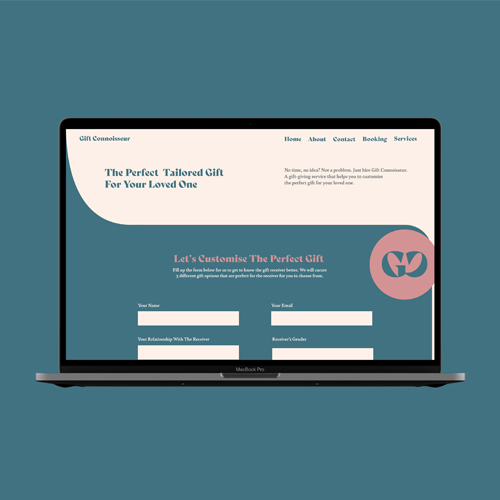 Gift Connoisseur
Home About Contact Booking Services
The Perfect Tailored Gift
For Your Loved One
No time, no idea? Not a problem. Just hire Gift Connoisseur.
A gift-giving service that helps you to customise
the perfect gift for your loved one.
Let's Customise The Perfect Gift
Fill up the form below for us to get to know the gift receiver better. We will curate
3 different gift options that are perfect for the receiver for you to choose from.
Your Name
Your Email
Your Relationship With The Receiver
Receiver's Gender
MacBook Pro